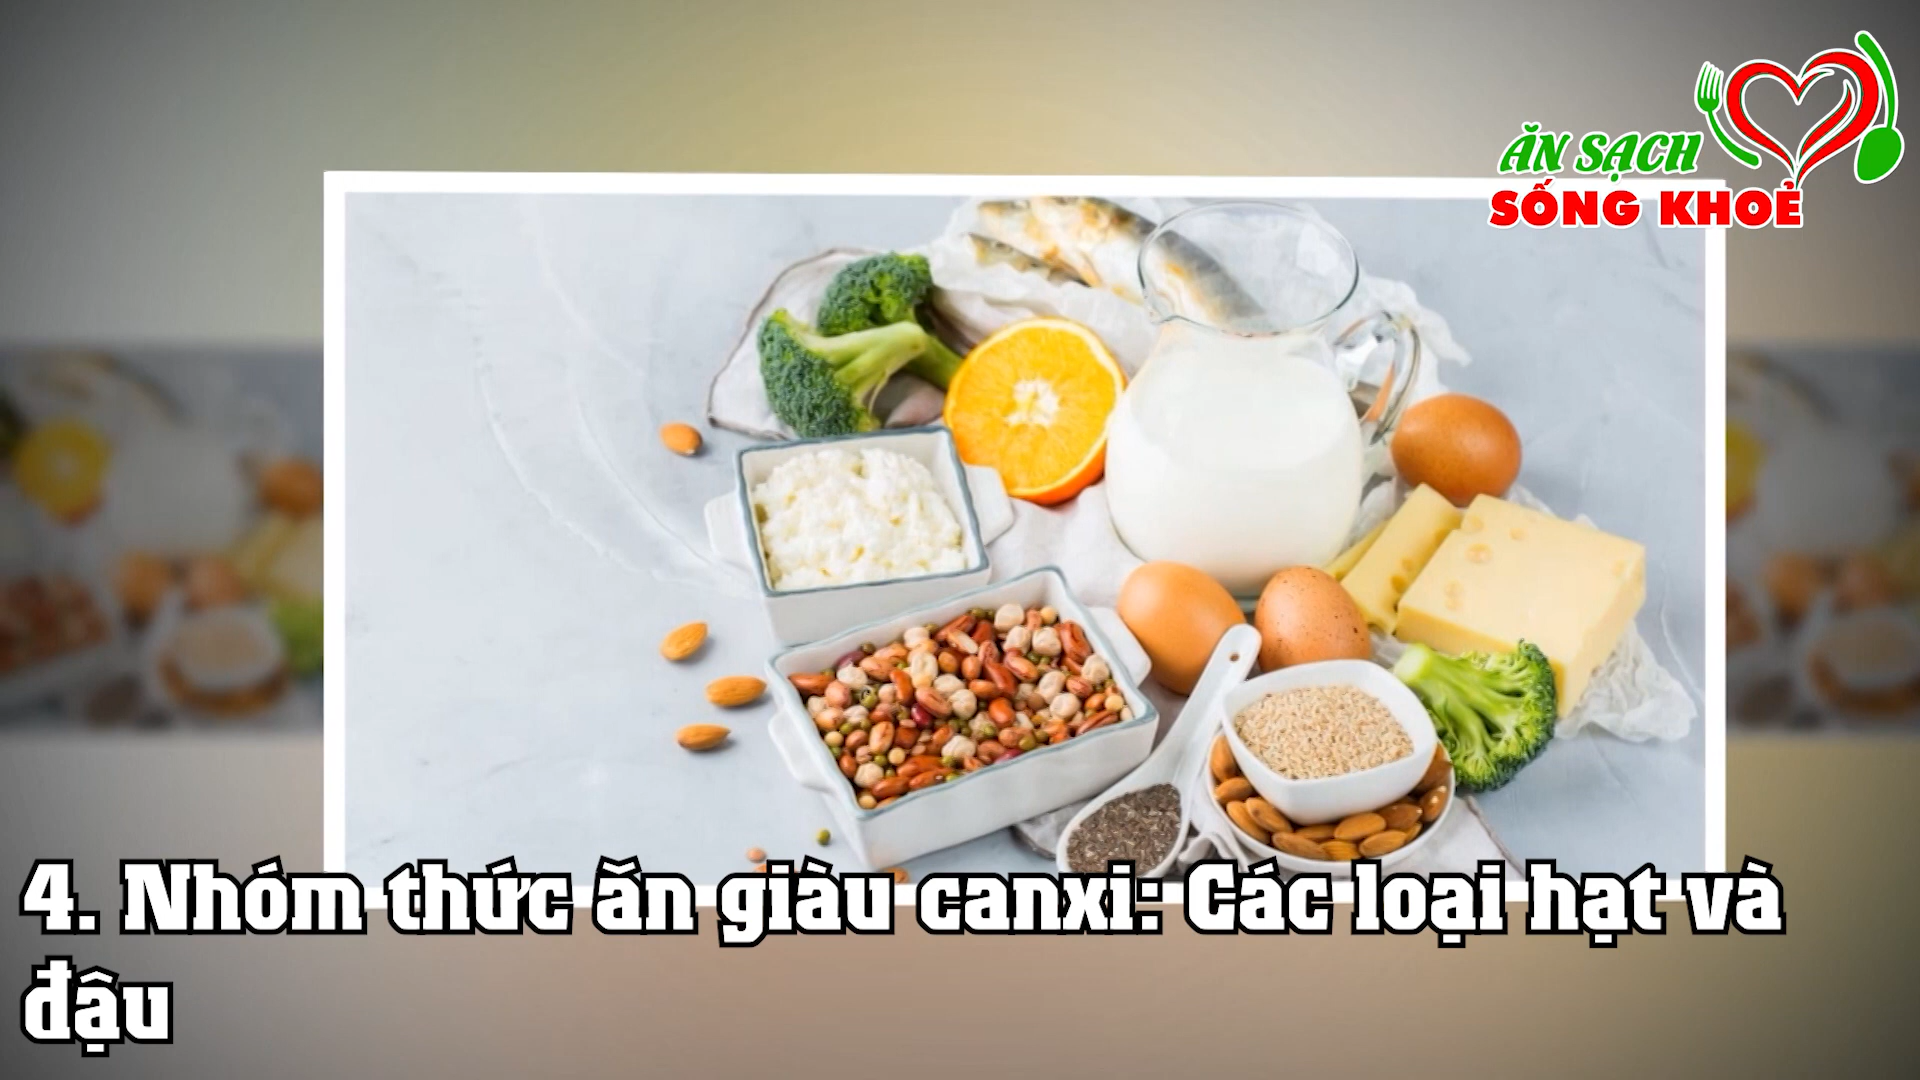 ĂN SẠCH
SỐNG KHOẺ
4. Nhóm thức ăn giàu canxi: Các loại hạt và
đậu